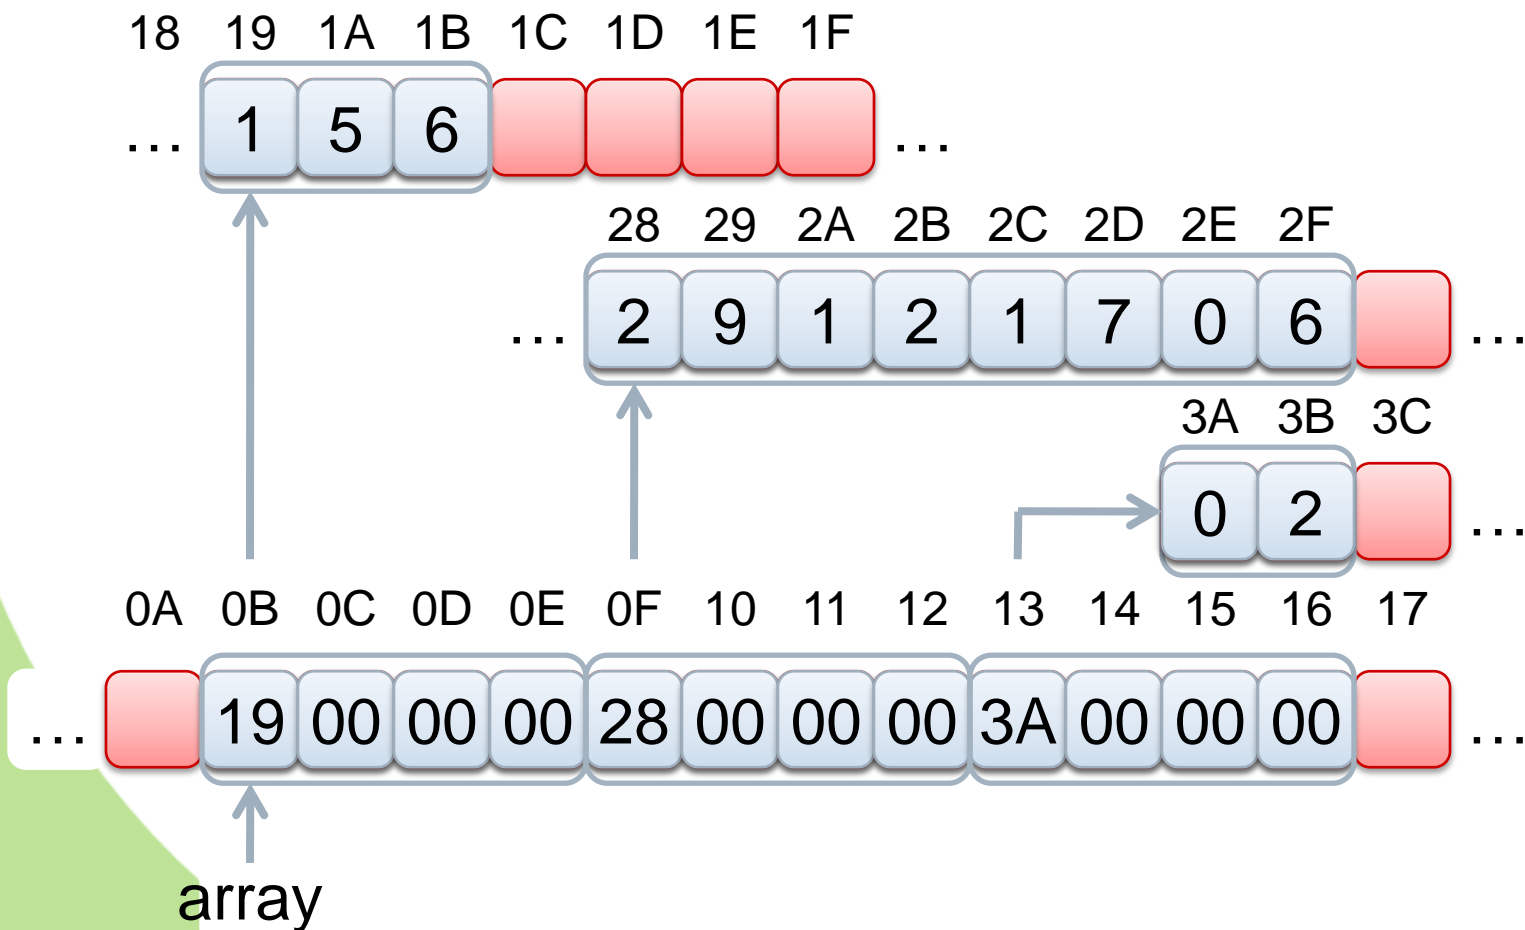 18 19 1A 1B 1C 1D 1E 1F
... 1 5 6 ...
28 29 2A 2B 2C 2D 2E 2F
... 2 9 1 2 1 7 0 6 ...
3A 3B 3C
0 2 ...
0A 0B 0C 0D 0E 0F 10 11 12 13 14 15 16 17
... 19 00 00 00 28 00 00 00 3A 00 00 00 ...
array